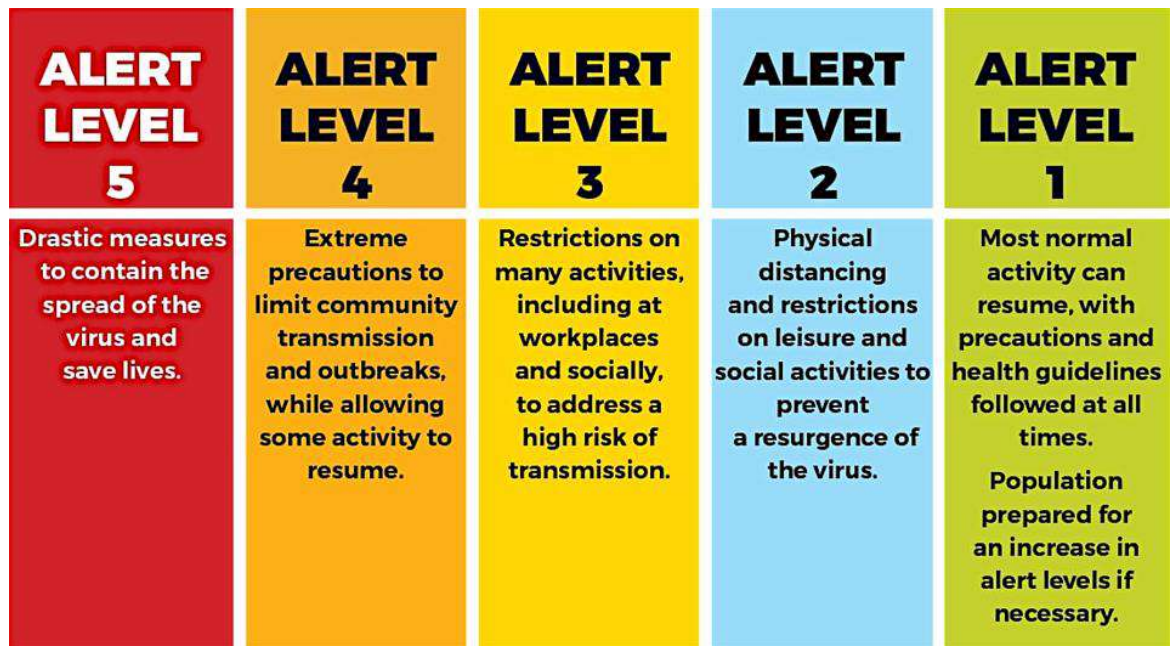 ALERT
LEVEL
5
Drastic measures
to contain the
spread of the
virus and
save lives.
ALERT
LEVEL
4
Extreme
precautions to
limit community
transmission
and outbreaks,
while allowing
some activity to
resume.
ALERT
LEVEL
3
Restrictions on
many activities,
including at
workplaces
and socially,
to address a
high risk of
transmission.
ALERT
LEVEL
2
Physical
distancing
and restrictions
on leisure and
social activities to
prevent
a resurgence of
the virus.
ALERT
LEVEL
1
Most normal
activity can
resume, with
precautions and
health guidelines
followed at all
times.
Population
prepared for
an increase in
alert levels if
necessary.